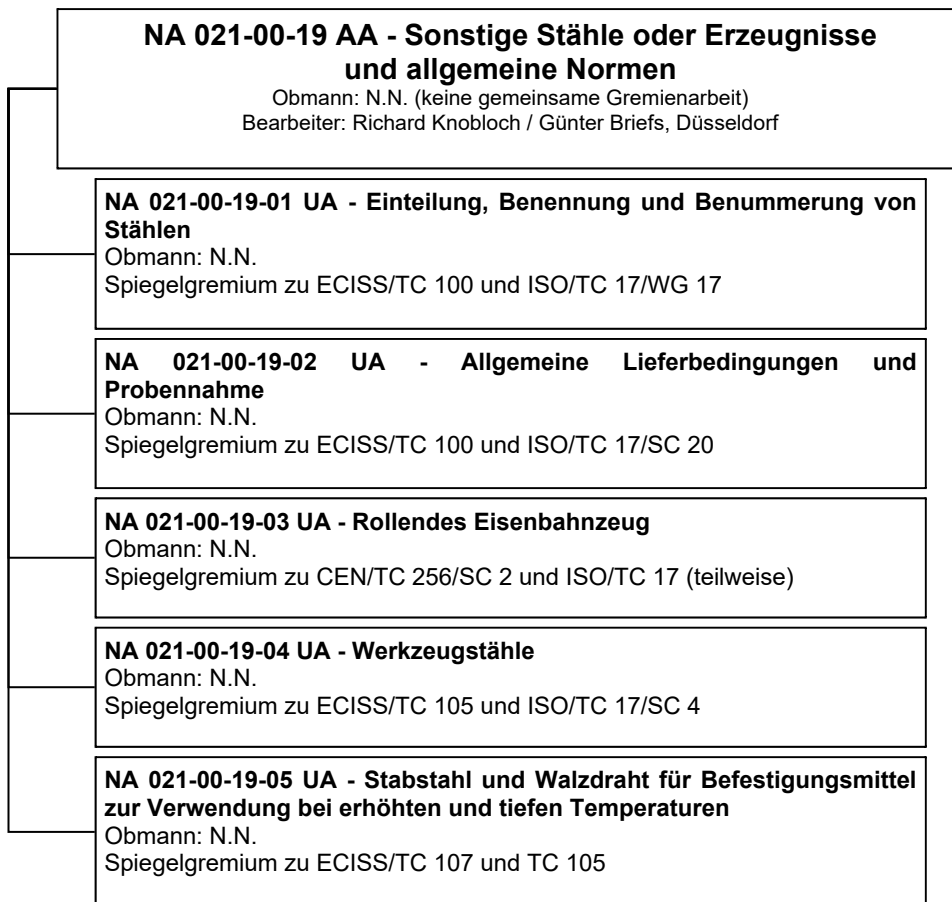 NA 021-00-19 AA - Sonstige Stähle oder Erzeugnisse
und allgemeine Normen
Obmann: N.N. (keine gemeinsame Gremienarbeit)
Bearbeiter: Richard Knobloch / Günter Briefs, Düsseldorf
NA 021-00-19-01 UA - Einteilung, Benennung und Benummerung von
Stählen
Obmann: N.N.
Spiegelgremium zu ECISS/TC 100 und ISO/TC 17/WG 17
NA 021-00-19-02 UA - Allgemeine Lieferbedingungen und
Probennahme
Obmann: N.N.
Spiegelgremium zu ECISS/TC 100 und ISO/TC 17/SC 20
NA 021-00-19-03 UA - Rollendes Eisenbahnzeug
Obmann: N.N.
Spiegelgremium zu CEN/TC 256/SC 2 und ISO/TC 17 (teilweise)
NA 021-00-19-04 UA - Werkzeugstähle
Obmann: N.N.
Spiegelgremium zu ECISS/TC 105 und ISO/TC 17/SC 4
NA 021-00-19-05 UA - Stabstahl und Walzdraht für Befestigungsmittel
zur Verwendung bei erhöhten und tiefen Temperaturen
Obmann: N.N.
Spiegelgremium zu ECISS/TC 107 und TC 105